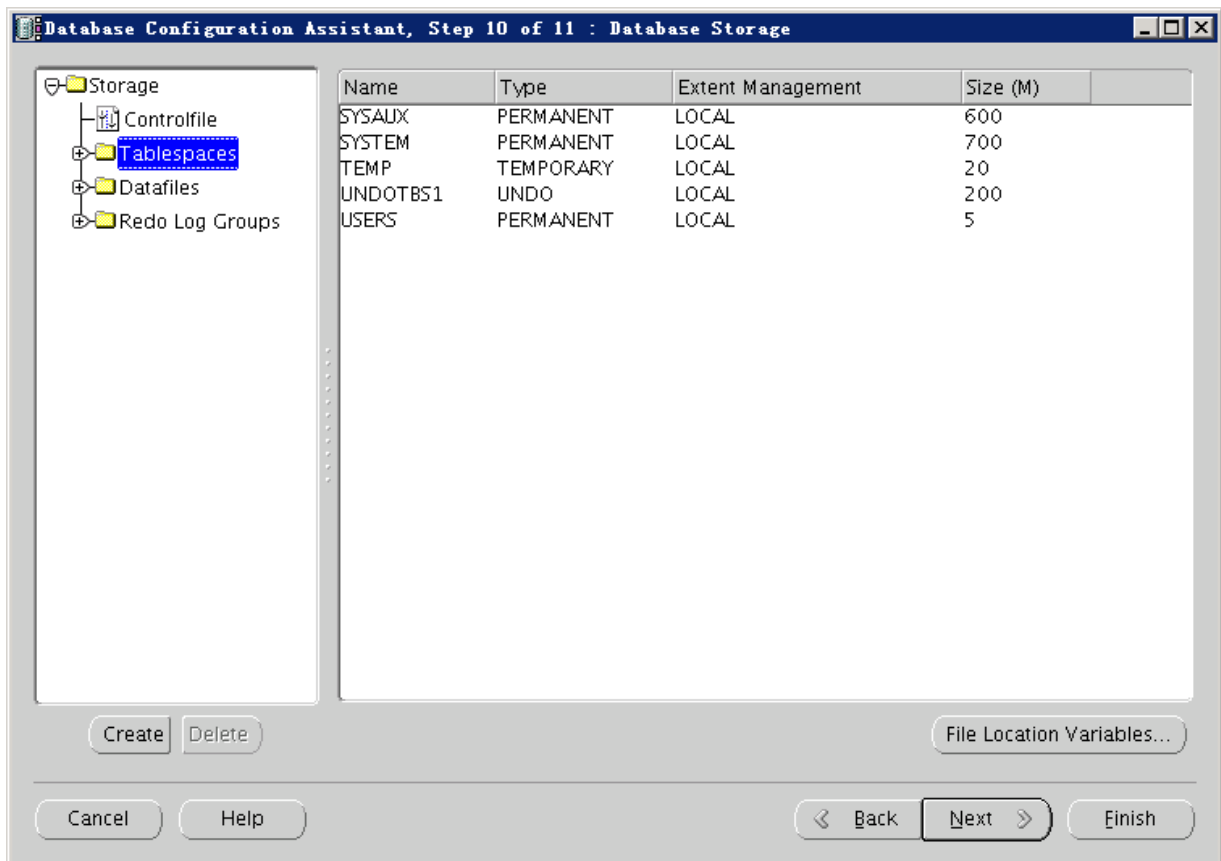 Database Configuration Assistant, Step 10 of 11 : Database Storage
Storage
Controlfile
Tablespaces
Datafiles
Redo Log Groups
Name Type Extent Management Size (M)
SYSAUX PERMANENT LOCAL 600
SYSTEM PERMANENT LOCAL 700
TEMP TEMPORARY LOCAL 20
UNDOTBS1 UNDO LOCAL 200
USERS PERMANENT LOCAL 5
Create Delete File Location Variables...
Cancel Help Back Next Finish